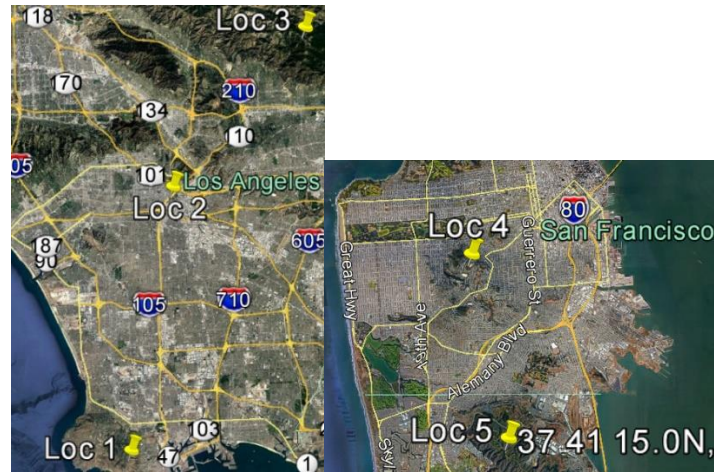 118
Loc 3
170
210
134
110
101
05
Los Angeles
Loc 2
187
90
605
105
710
Loc 1
103
47
1
Loc 4
80
San Francisco
Great Hwy
Guerrero St
Alemany Blvd
Loc 5
37.41 15.0N,